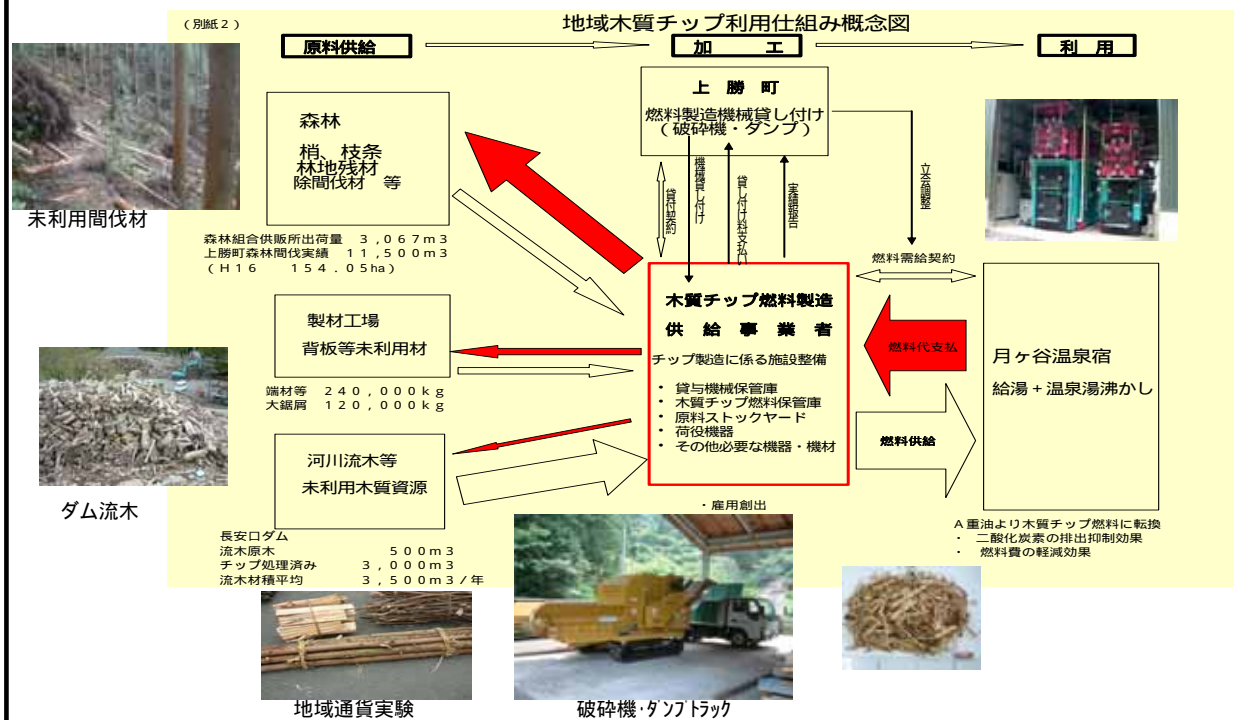 (別紙2)
地域木質チップ利用仕組み概念図
原料供給
加　工
利　用
森林
梢、枝条
林地残材
除間伐材　等
未利用間伐材
森林組合供販所出荷量　3,067m3
上勝町森林間伐実績　11,500m3
(H16　154.05ha)
製材工場
背板等未利用材
端材等　240,000kg
大鋸屑　120,000kg
河川流木等
未利用木質資源
ダム流木
長安口ダム
流木原木　500m3
チップ処理済み　3,000m3
流木材積平均　3,500m3/年
上　勝　町
燃料製造機械貸し付け
(破砕機・ダンプ)
貸付契約
機械貸し付け
貸し付け料支払い
実績報告
立会調整
木質チップ燃料製造
供　給　事　業　者
チップ製造に係る施設整備
・　貸与機械保管庫
・　木質チップ燃料保管庫
・　原料ストックヤード
・　荷役機器
・　その他必要な機器・機材
・雇用創出
燃料需給契約
燃料代支払
燃料供給
月ヶ谷温泉宿
給湯+温泉湯沸かし
A重油より木質チップ燃料に転換
・　二酸化炭素の排出抑制効果
・　燃料費の軽減効果
地域通貨実験
破砕機・ダンプトラック